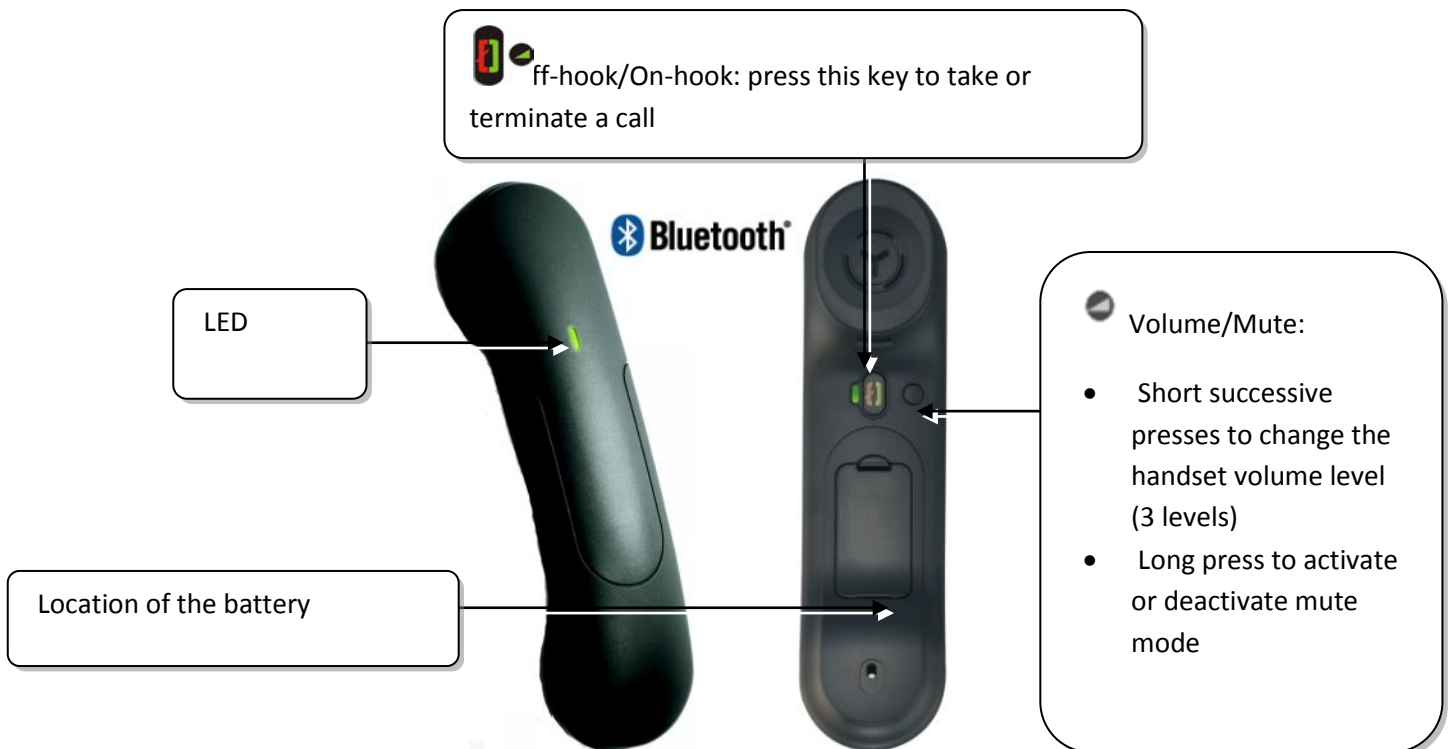 ff-hook/On-hook: press this key to take or
terminate a call
Bluetooth®
LED
Volume/Mute:
• Short successive
presses to change the
handset volume level
(3 levels)
• Long press to activate
or deactivate mute
mode
Location of the battery